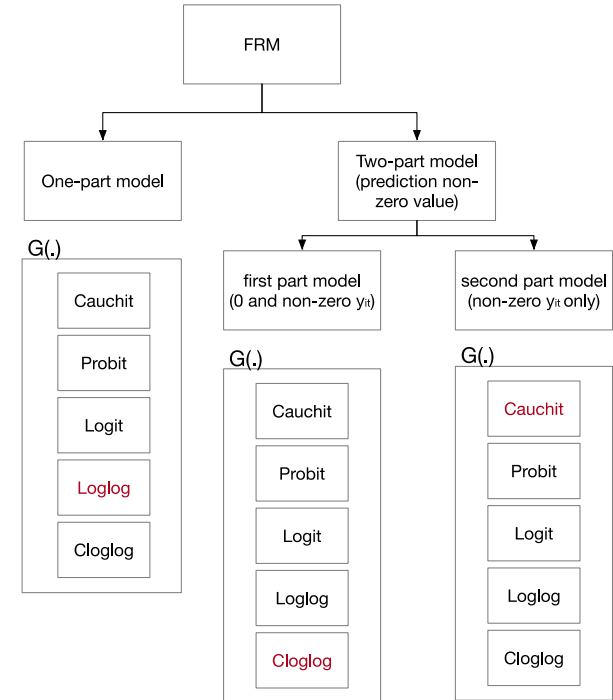 FRM
One-part model
Two-part model
(prediction non-
zero value)
G(.)
Cauchit
Probit
Logit
Loglog
Cloglog
first part model
(0 and non-zero yit)
G(.)
Cauchit
Probit
Logit
Loglog
Cloglog
second part model
(non-zero yit only)
G(.)
Cauchit
Probit
Logit
Loglog
Cloglog